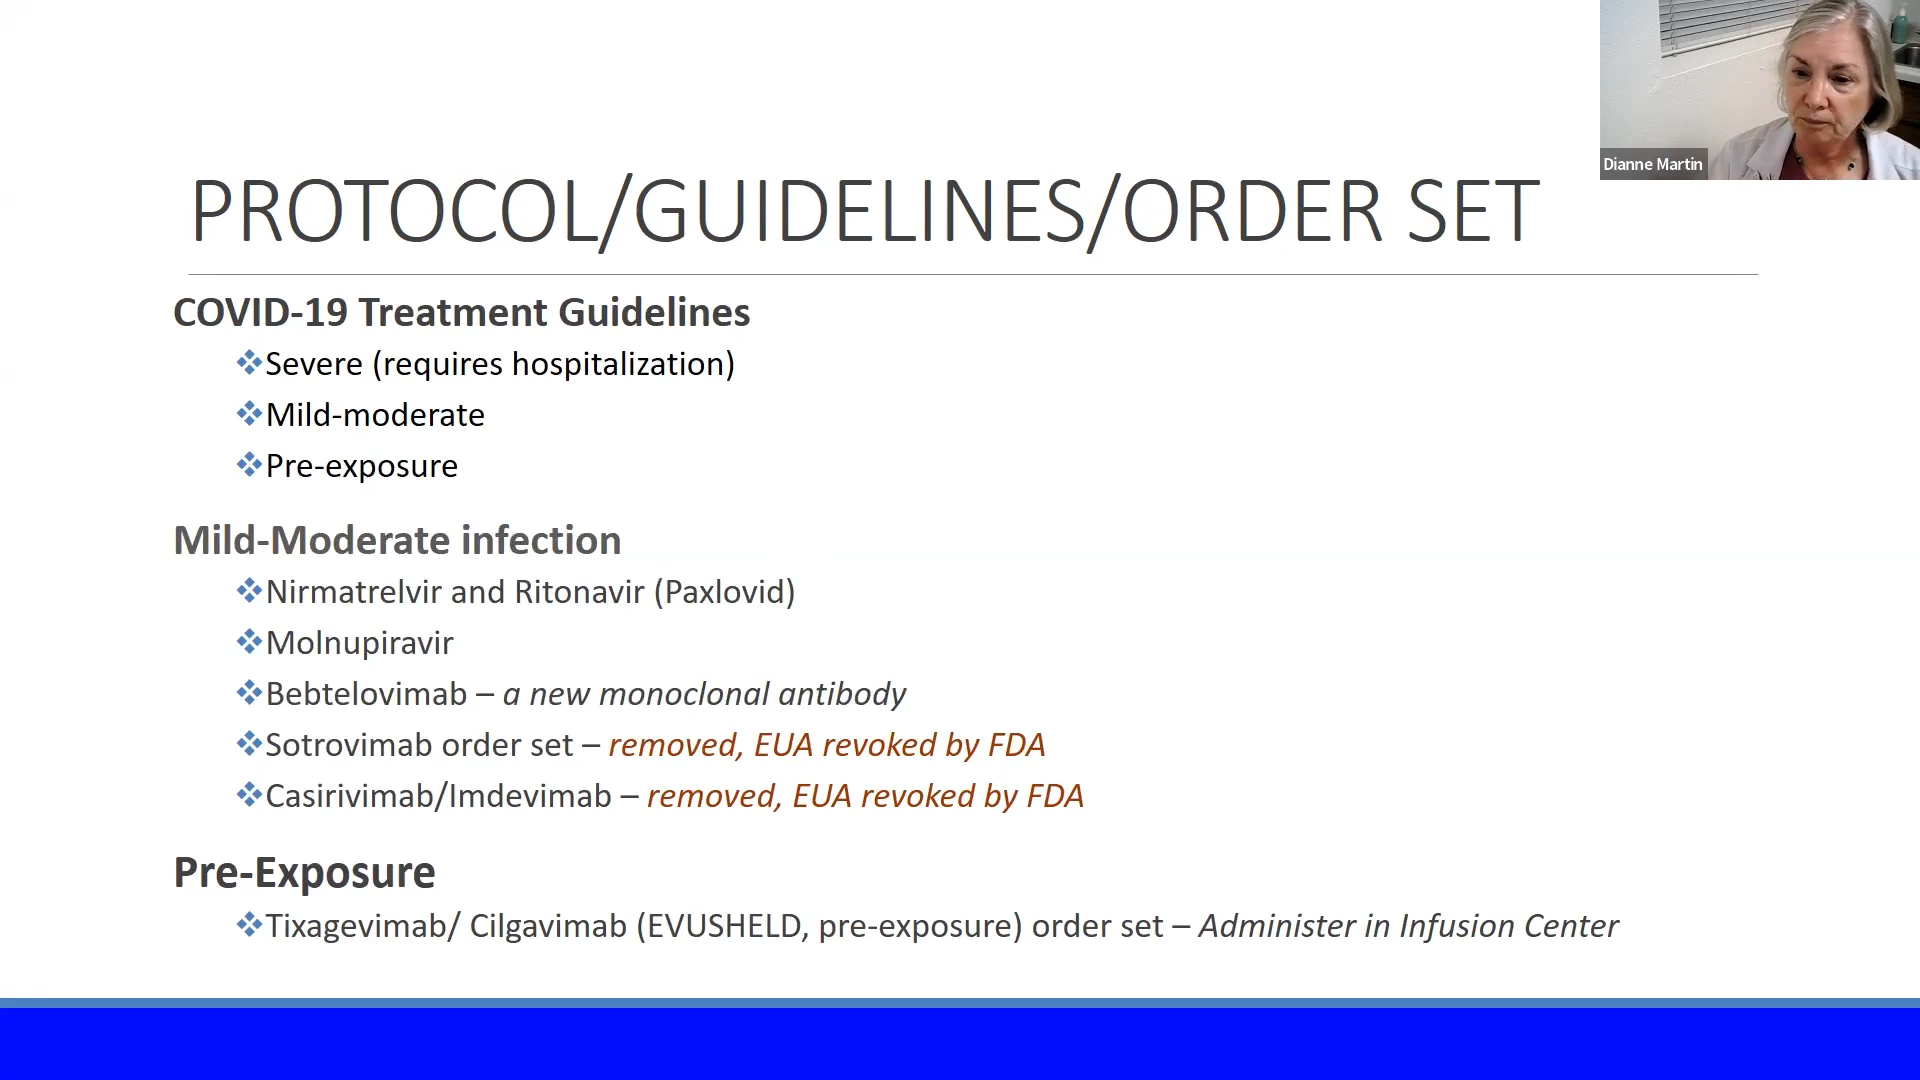 Dianne Martin
PROTOCOL/GUIDELINES/ORDER SET
COVID-19 Treatment Guidelines
Severe (requires hospitalization)
Mild-moderate
Pre-exposure
Mild-Moderate infection
Nirmatrelvir and Ritonavir (Paxlovid)
Molnupiravir
Bebtelovimab – a new monoclonal antibody
Sotrovimab order set – removed, EUA revoked by FDA
Casirivimab/Imdevimab – removed, EUA revoked by FDA
Pre-Exposure
Tixagevimab/ Cilgavimab (EVUSHELD, pre-exposure) order set – Administer in Infusion Center